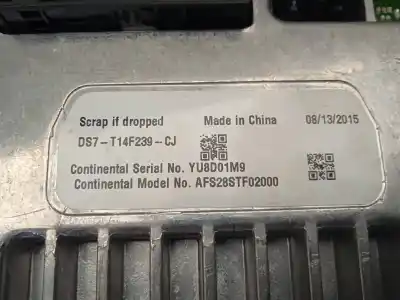 Scrap if dropped Made in China 08/13/2015
DS7-T14F239-CJ
Continental Serial No. YU8D01M9
Continental Model No. AFS28STF02000